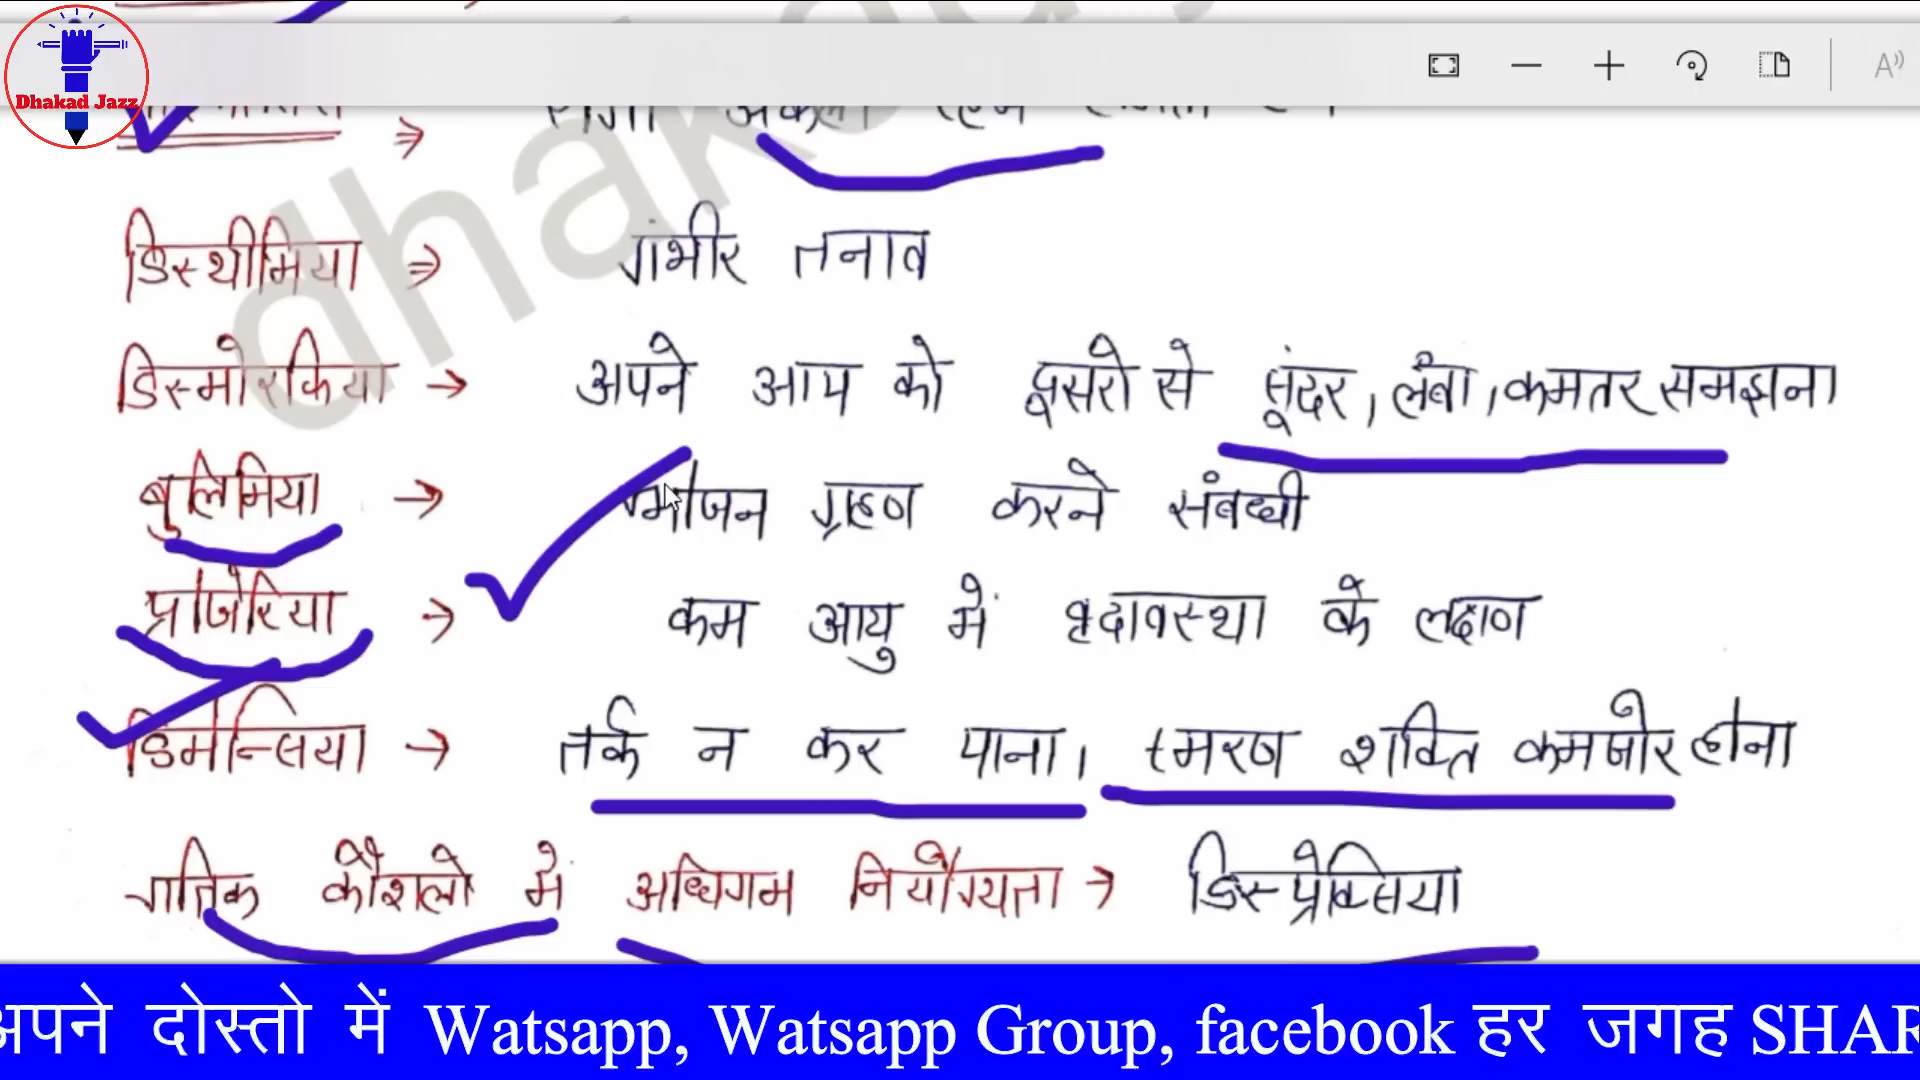 Dhakad Jazz
dhakad
⇒
डिस्थीमिया ⇒ गंभीर तनाव
डिस्मोरफिया → अपने आप को दूसरो से सूंदर, लंबा, कमतर समझना
बुलिमिया → भोजन ग्रहण करने संबंधी
प्रोजेरिया → कम आयु में वृदावस्था के लक्षण
डिमेन्सिया → तर्क न कर पाना, स्मरण शक्ति कमजोर होना
गतिक कौशलो मे अधिगम निर्योग्यता → डिस्प्रेक्सिया
अपने दोस्तो में Watsapp, Watsapp Group, facebook हर जगह SHAR